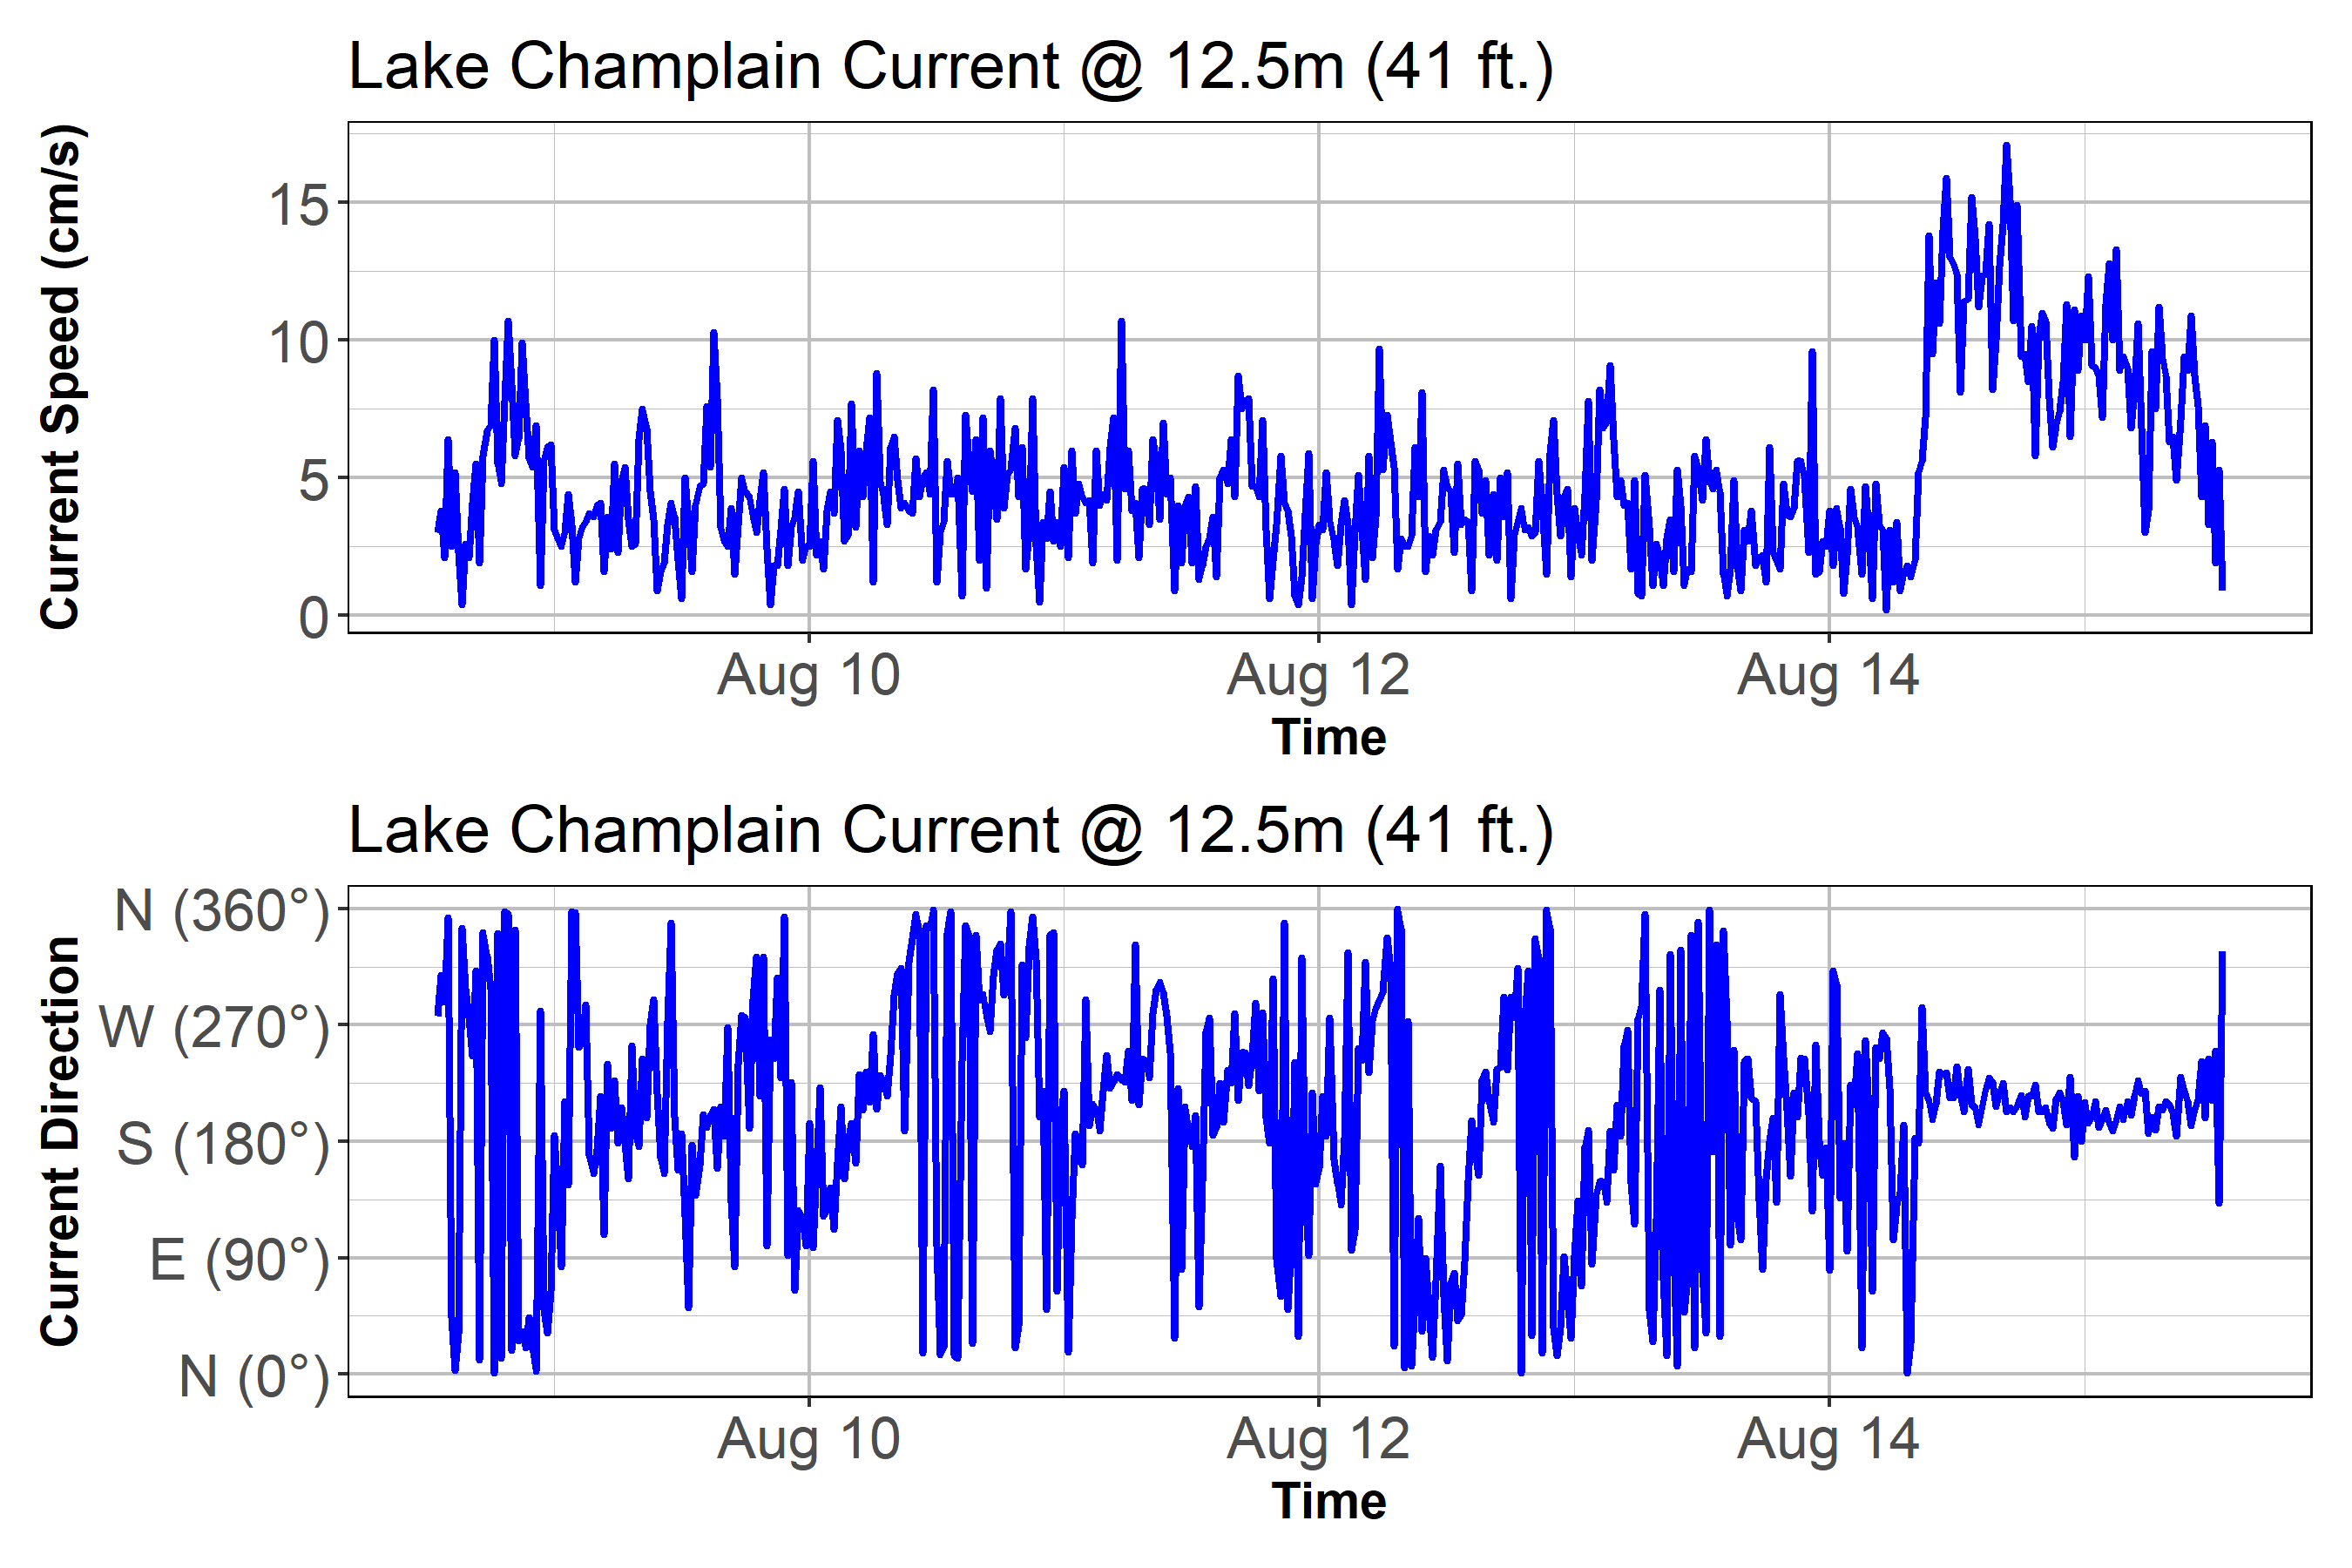 Lake Champlain Current @ 12.5m (41 ft.)
Current Speed (cm/s)
15
10
5
0
Aug 10 Aug 12 Aug 14
Time
Lake Champlain Current @ 12.5m (41 ft.)
Current Direction
N (360°)
W (270°)
S (180°)
E (90°)
N (0°)
Aug 10 Aug 12 Aug 14
Time